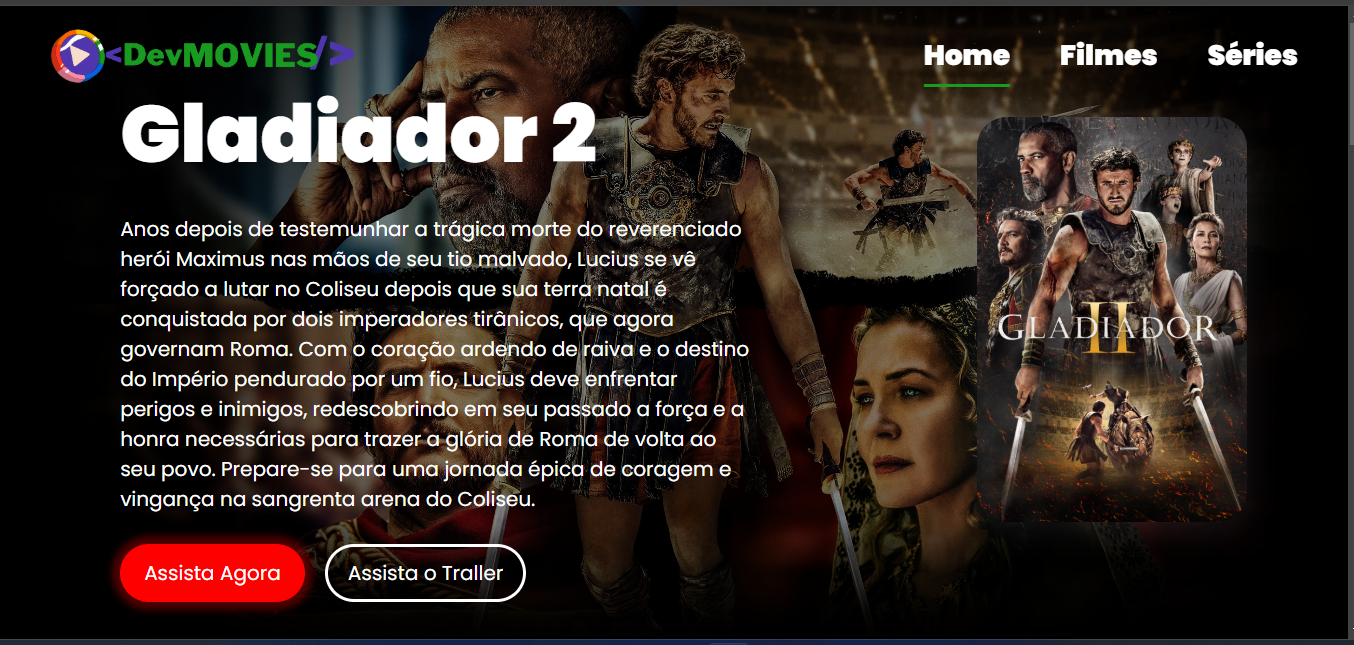 <DevMOVIES/>
Home Filmes Séries
Gladiador 2
Anos depois de testemunhar a trágica morte do reverenciado
herói Maximus nas mãos de seu tio malvado, Lucius se vê
forçado a lutar no Coliseu depois que sua terra natal é
conquistada por dois imperadores tirânicos, que agora
governam Roma. Com o coração ardendo de raiva e o destino
do Império pendurado por um fio, Lucius deve enfrentar
perigos e inimigos, redescobrindo em seu passado a força e a
honra necessárias para trazer a glória de Roma de volta ao
seu povo. Prepare-se para uma jornada épica de coragem e
vingança na sangrenta arena do Coliseu.
Assista Agora
Assista o Traller
GLADIADOR
II